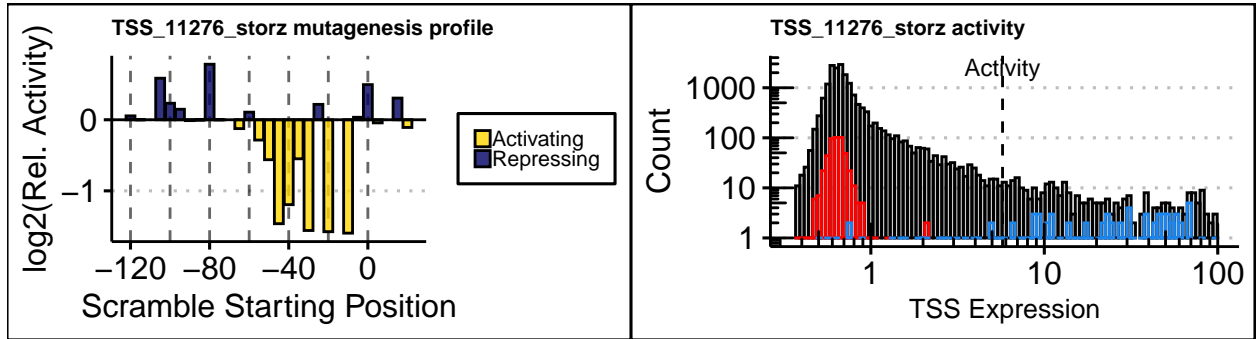 TSS_11276_storz mutagenesis profile
log2(Rel. Activity)
0
−1
−120 −80 −40 0
Scramble Starting Position
Activating
Repressing
TSS_11276_storz activity
Activity
Count
1000
100
10
1
1 10 100
TSS Expression